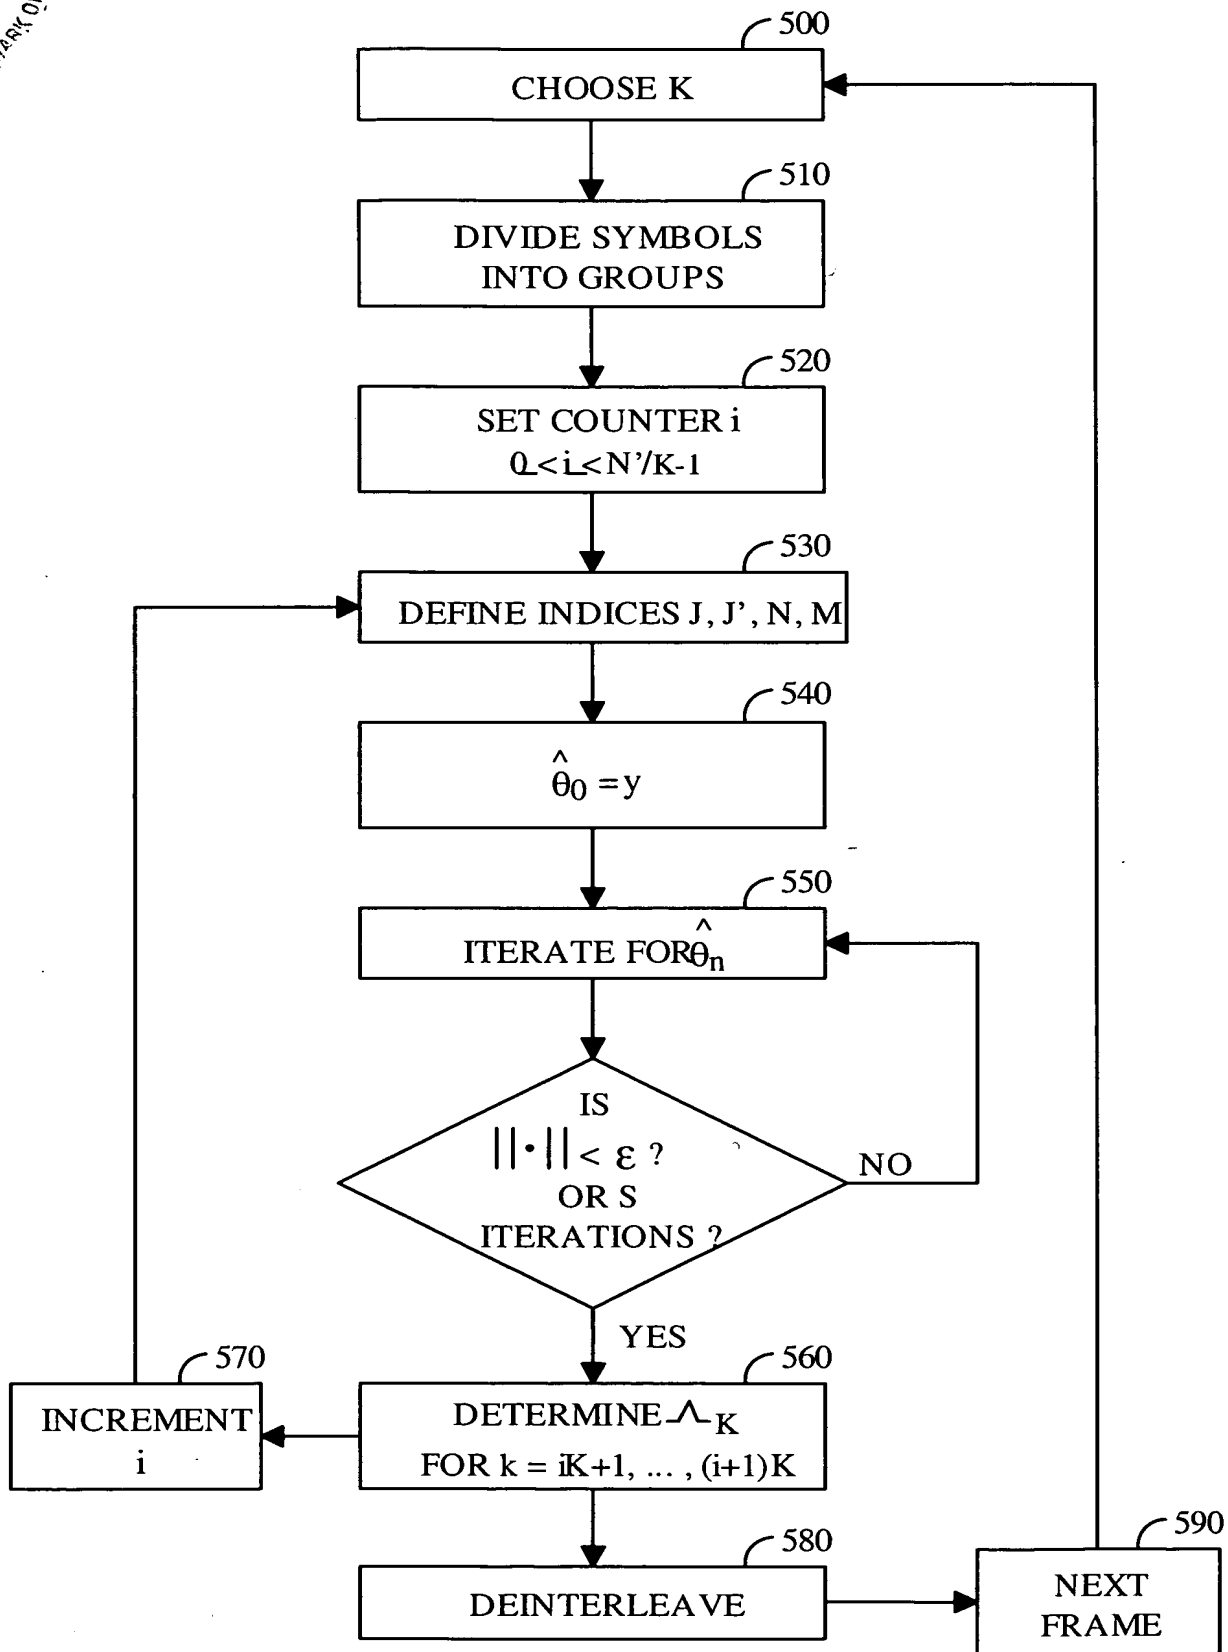 500
CHOOSE K
510
DIVIDE SYMBOLS
INTO GROUPS
520
SET COUNTER i
0≤i≤N'/K-1
530
DEFINE INDICES J, J', N, M
540
θ̂0 = y
550
ITERATE FOR θ̂n
IS
||·|| < ε ?
OR S
ITERATIONS ?
NO
YES
570
INCREMENT
i
560
DETERMINE Λ K
FOR k = iK+1, ... , (i+1)K
580
DEINTERLEAVE
590
NEXT
FRAME